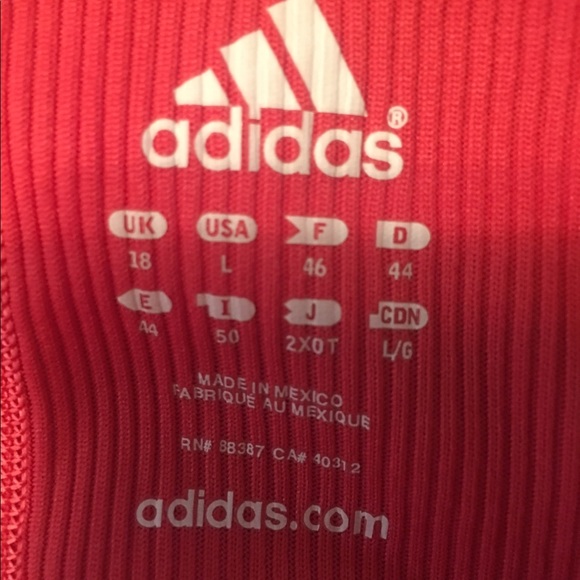 adidas®
UK USA F D
18 L 46 44
E I J CDN
44 50 2XOT L/G
MADE IN MEXICO
FABRIQUÉ AU MEXIQUE
RN# 88387 CA# 40312
adidas.com